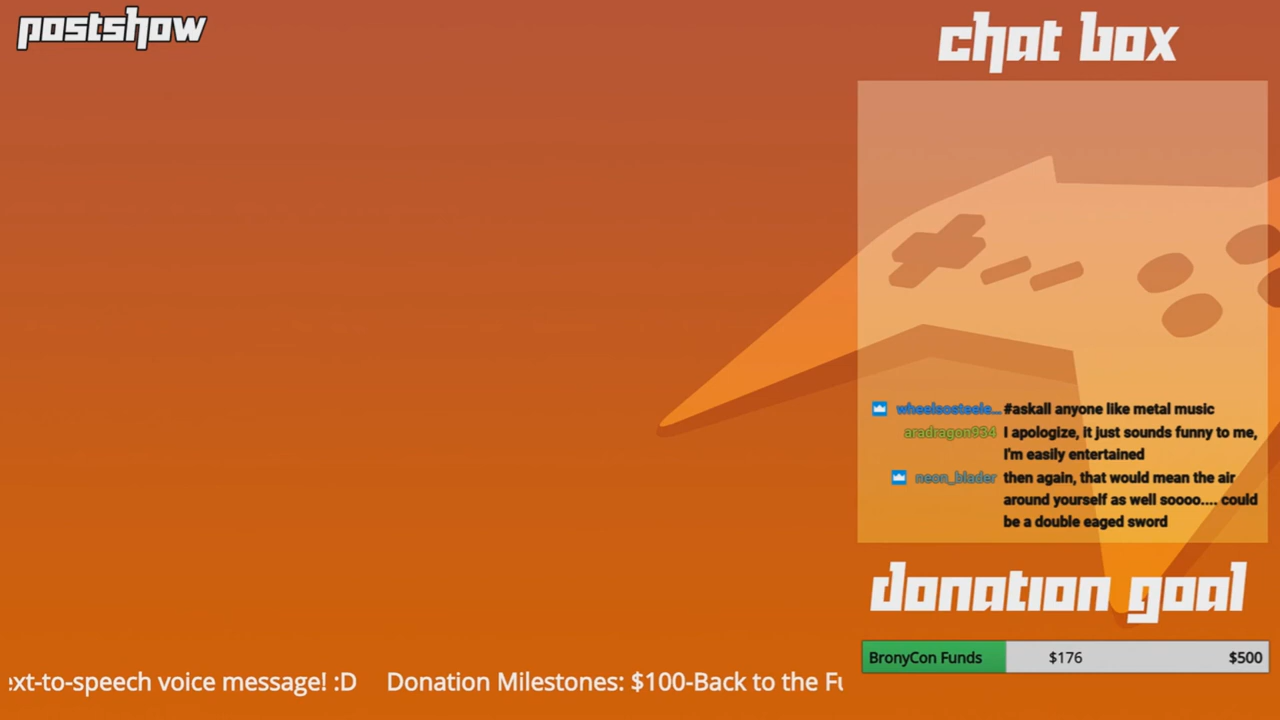 postshow
chat box
wheelsosteele... #askall anyone like metal music
aradragon934 I apologize, it just sounds funny to me,
I'm easily entertained
neon_blader then again, that would mean the air
around yourself as well soooo.... could
be a double eaged sword
donation goal
BronyCon Funds $176 $500
ext-to-speech voice message! :D Donation Milestones: $100-Back to the Fu